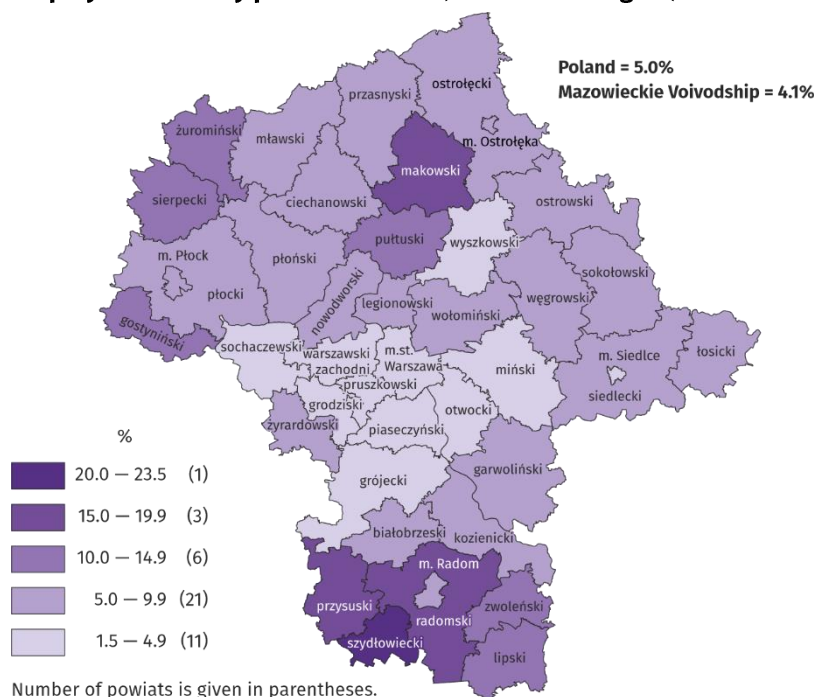 Poland = 5.0%
Mazowieckie Voivodship = 4.1%
ostrołęcki
przasnyski
żuromiński
mławski
m. Ostrołęka
makowski
sierpecki
ciechanowski
ostrowski
pułtuski
wyszkowski
m. Płock
płoński
sokołowski
nowodworski
węgrowski
płocki
legionowski
wołomiński
gostyniński
sochaczewski
warszawski
zachodni
m.st.
Warszawa
m. Siedlce
łosicki
miński
pruszkowski
siedlecki
grodziski
otwocki
żyrardowski
piaseczyński
garwoliński
grójecki
białobrzeski
kozienicki
m. Radom
przysuski
zwoleński
radomski
szydłowiecki
lipski
%
20.0 — 23.5 (1)
15.0 — 19.9 (3)
10.0 — 14.9 (6)
5.0 — 9.9 (21)
1.5 — 4.9 (11)
Number of powiats is given in parentheses.